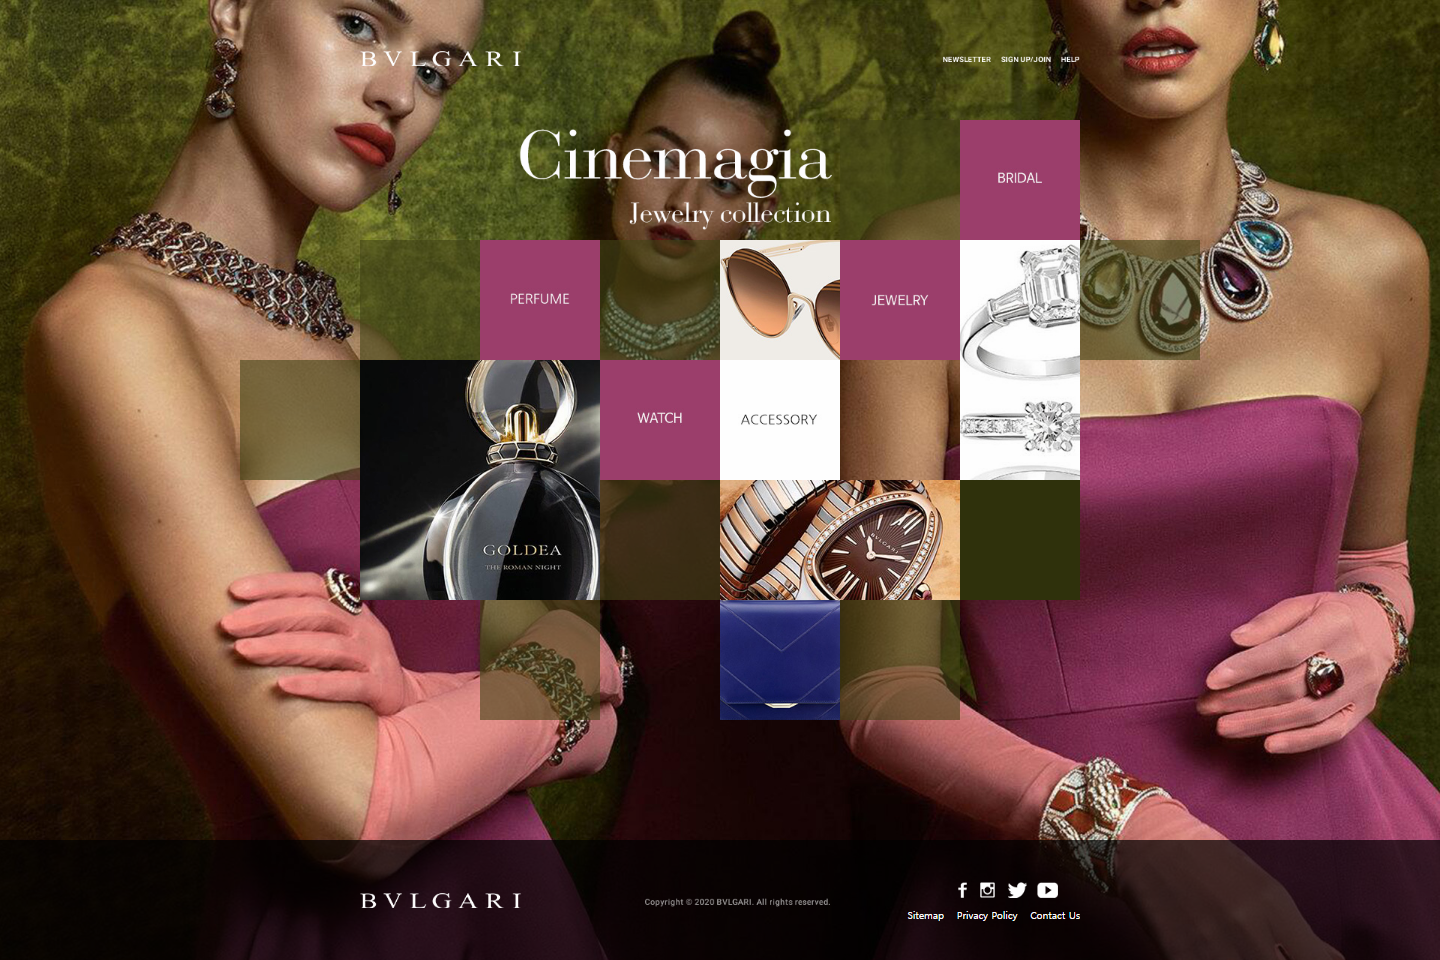 BVLGARI
NEWSLETTER SIGN UP/JOIN HELP
Cinemagia
Jewelry collection
BRIDAL
PERFUME
JEWELRY
WATCH
ACCESSORY
GOLDEA
THE ROMAN NIGHT
BVLGARI
BVLGARI
Copyright © 2020 BVLGARI. All rights reserved.
Sitemap Privacy Policy Contact Us